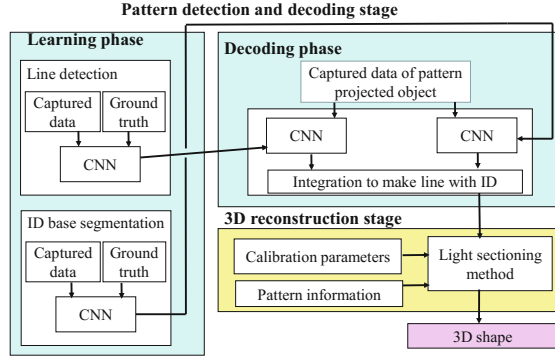 Pattern detection and decoding stage
Learning phase
Line detection
Captured
data
Ground
truth
CNN
ID base segmentation
Captured
data
Ground
truth
CNN
Decoding phase
Captured data of pattern
projected object
CNN
CNN
Integration to make line with ID
3D reconstruction stage
Calibration parameters
Pattern information
Light sectioning
method
3D shape